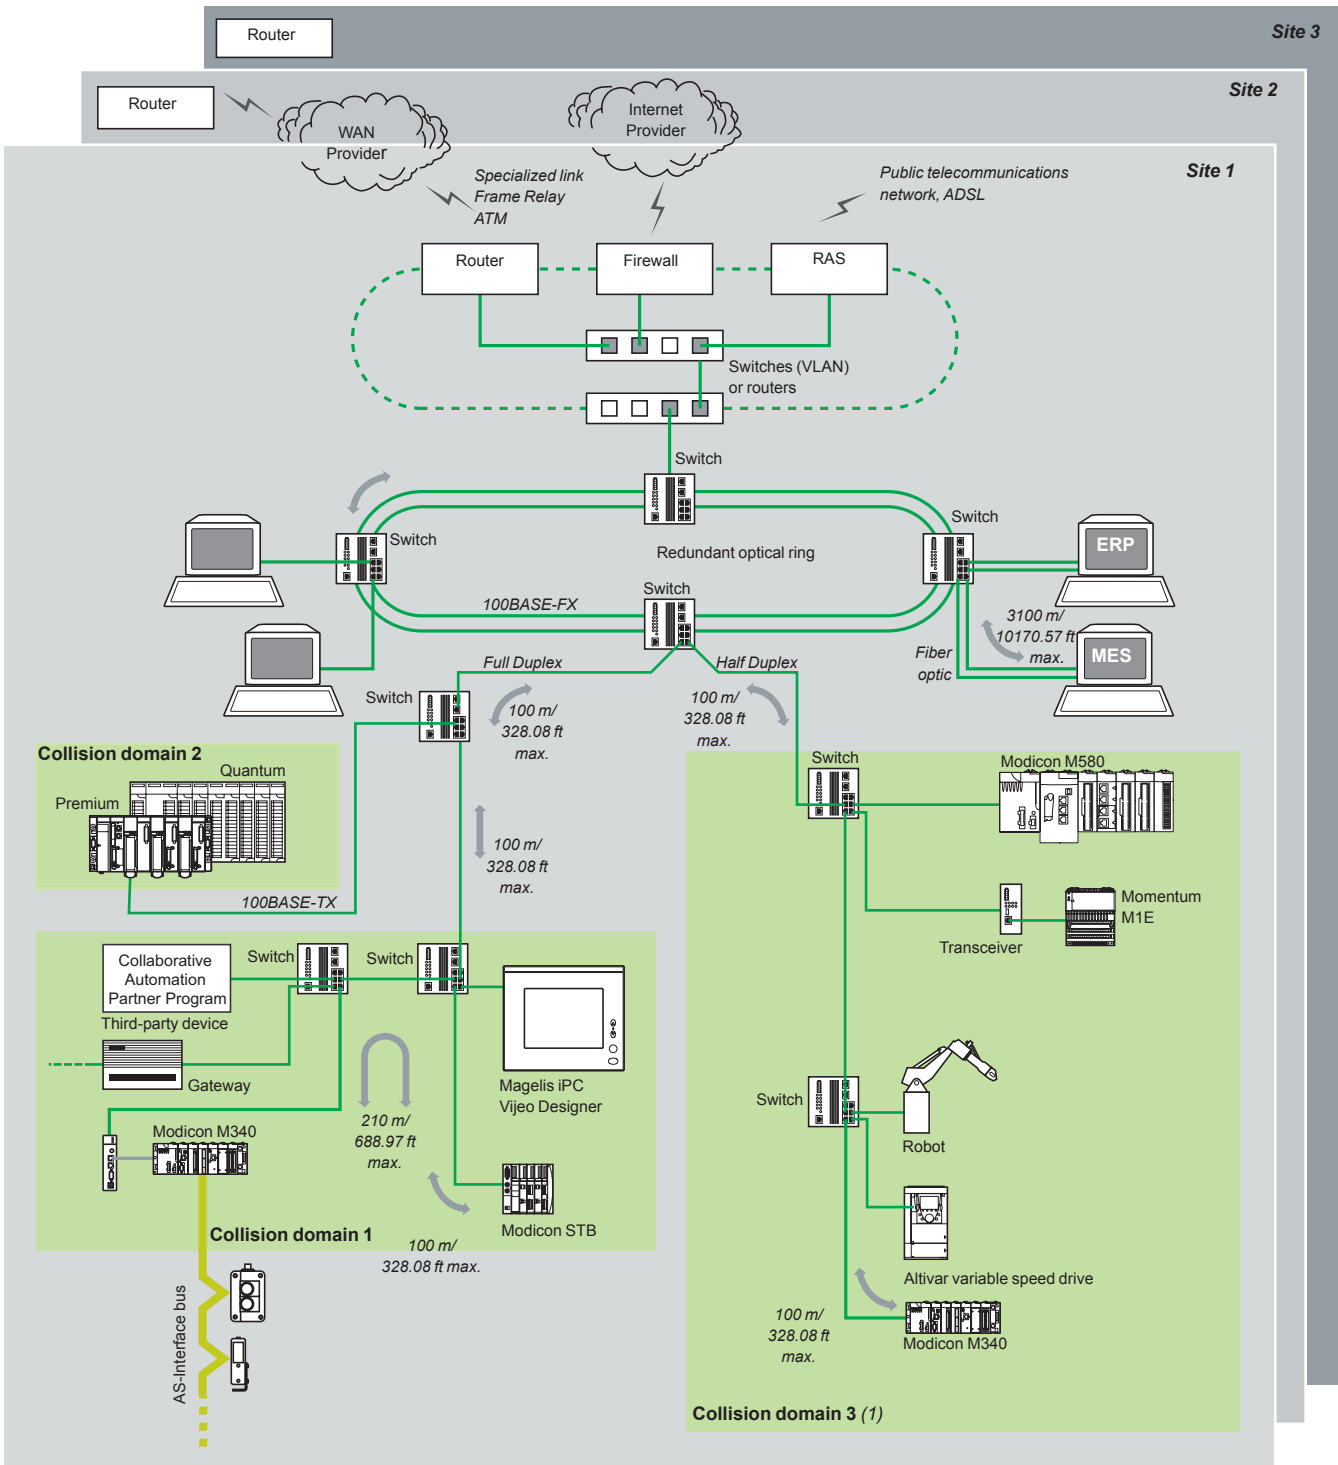 Router
Site 3
Router
Site 2
WAN
Provider
Internet
Provider
Site 1
Specialized link
Frame Relay
ATM
Public telecommunications
network, ADSL
Router
Firewall
RAS
Switches (VLAN)
or routers
Switch
Switch
Switch
Redundant optical ring
ERP
Switch
100BASE-FX
3100 m/
10170.57 ft
max.
MES
Fiber
optic
Full Duplex
Half Duplex
Switch
100 m/
328.08 ft
max.
100 m/
328.08 ft
max.
Collision domain 2
Quantum
Premium
Switch
Modicon M580
100 m/
328.08 ft
max.
100BASE-TX
Momentum
M1E
Transceiver
Collaborative
Automation
Partner Program
Switch
Switch
Third-party device
Gateway
Magelis iPC
Vijeo Designer
Switch
Modicon M340
210 m/
688.97 ft
max.
Robot
Collision domain 1
Modicon STB
100 m/
328.08 ft max.
Altivar variable speed drive
AS-Interface bus
100 m/
328.08 ft
max.
Modicon M340
Collision domain 3 (1)